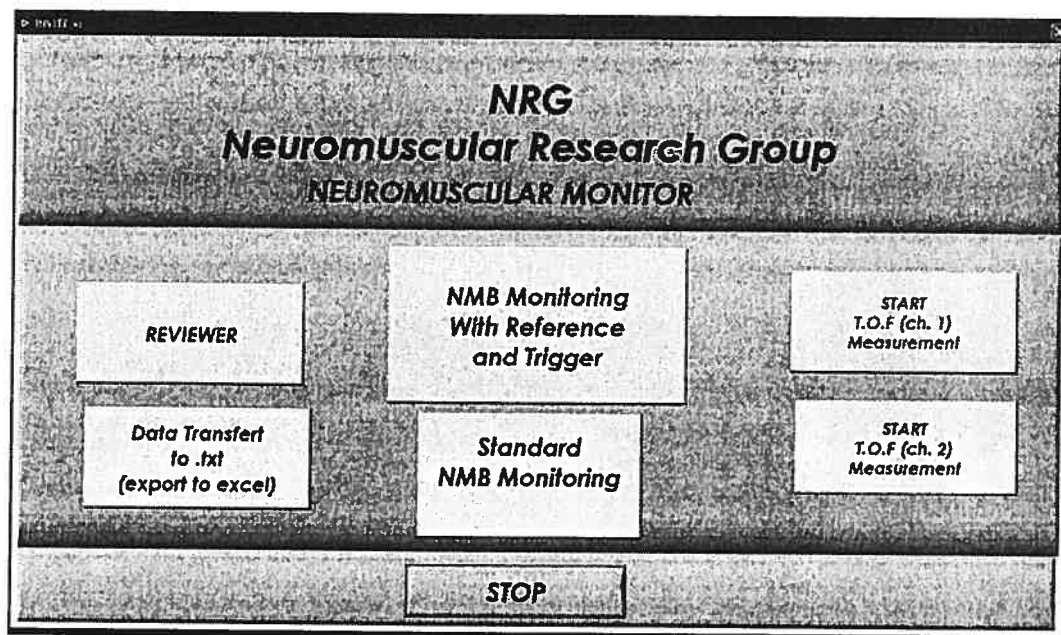 NRG
Neuromuscular Research Group
NEUROMUSCULAR MONITOR
REVIEWER
Data Transfert
to .txt
(export to excel)
NMB Monitoring
With Reference
and Trigger
Standard
NMB Monitoring
START
T.O.F (ch. 1)
Measurement
START
T.O.F (ch. 2)
Measurement
STOP